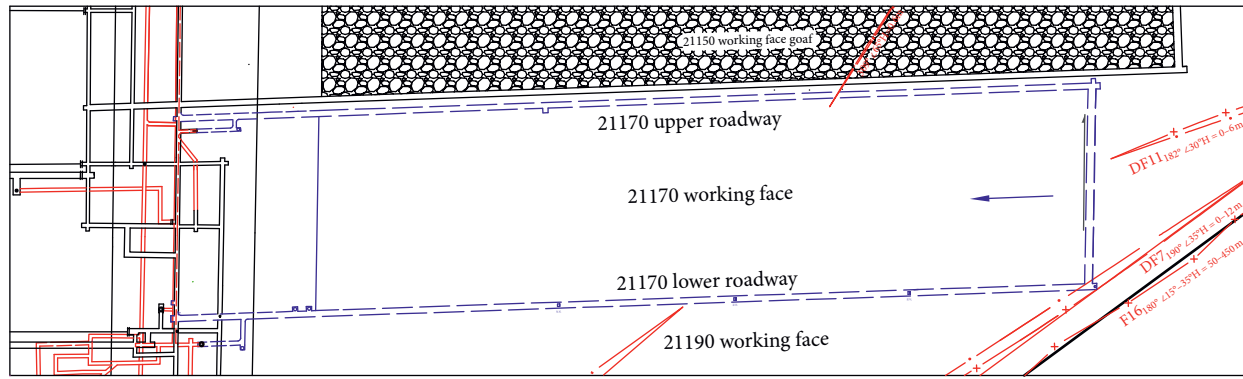 21150 working face goaf
21170 upper roadway
DF11 182° ∠30°H = 0–6m
21170 working face
DF7 190° ∠35°H = 0–12m
F16 180° ∠15°–35°H = 50–450m
21170 lower roadway
21190 working face